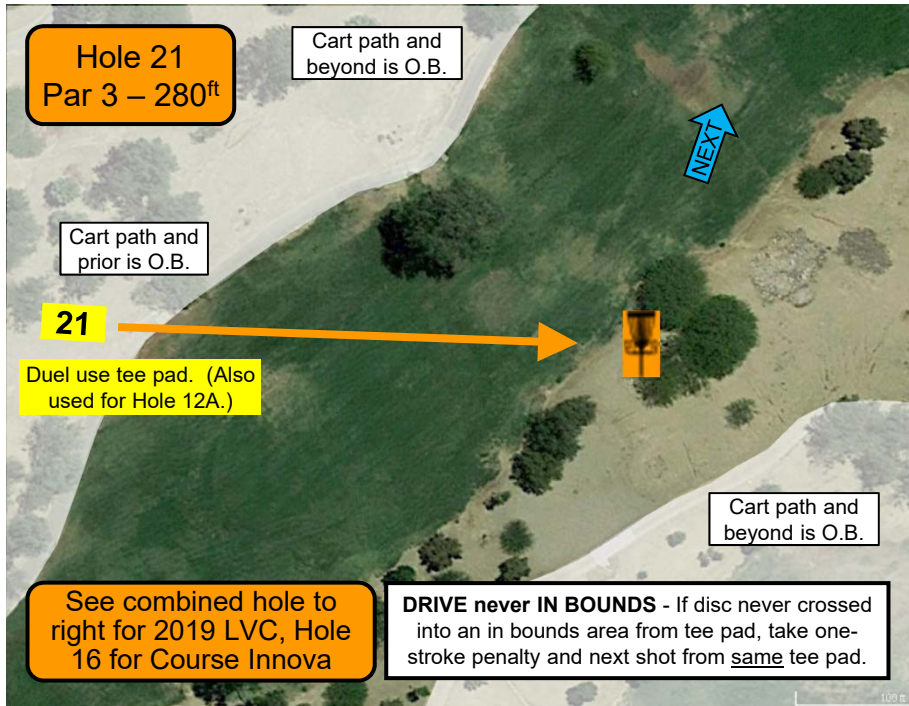 Hole 21
Par 3 – 280ft
Cart path and
beyond is O.B.
NEXT
Cart path and
prior is O.B.
21
Duel use tee pad. (Also
used for Hole 12A.)
Cart path and
beyond is O.B.
See combined hole to
right for 2019 LVC, Hole
16 for Course Innova
DRIVE never IN BOUNDS - If disc never crossed
into an in bounds area from tee pad, take one-
stroke penalty and next shot from same tee pad.
100 ft